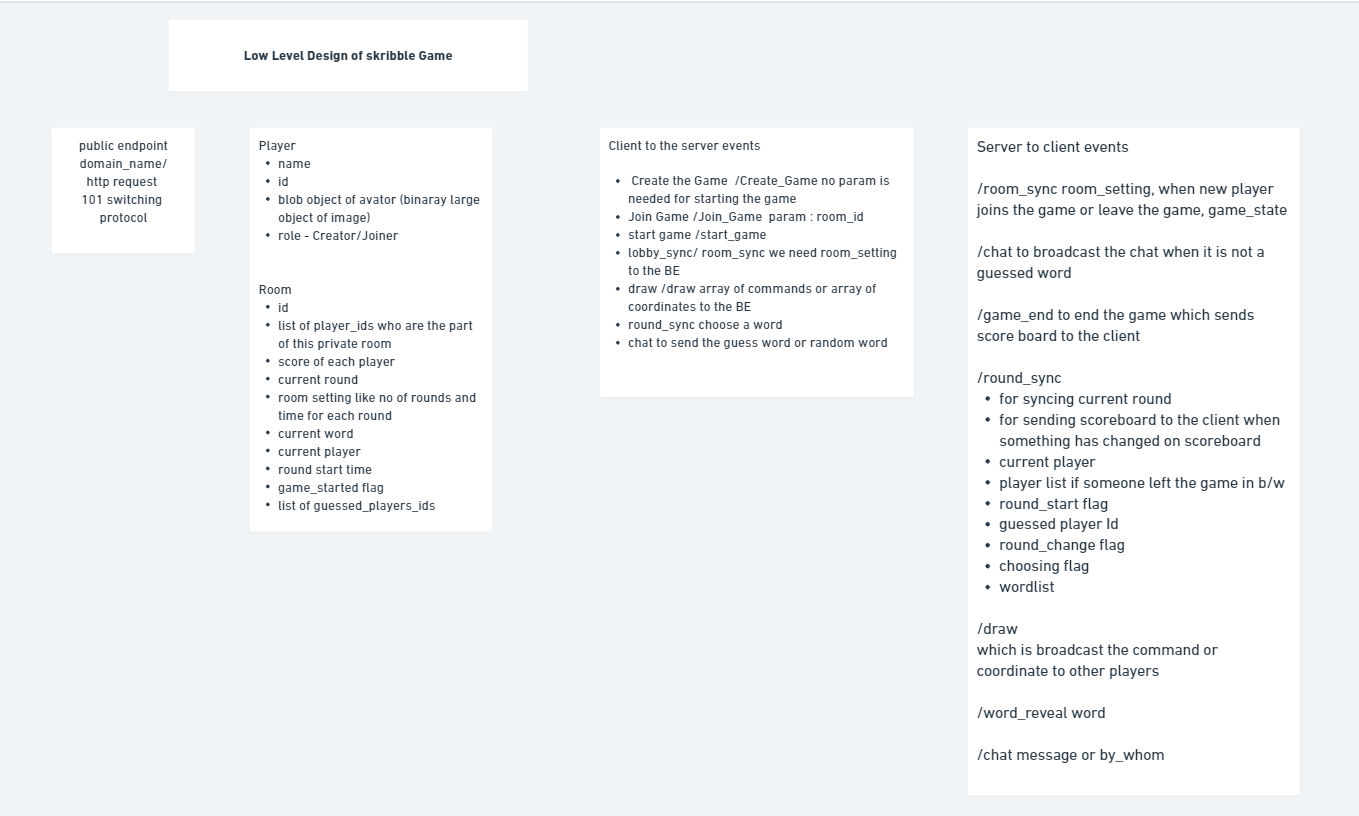 Low Level Design of skribble Game
public endpoint
domain_name/
http request
101 switching
protocol
Player
• name
• id
• blob object of avator (binaray large
object of image)
• role - Creator/Joiner
Room
• id
• list of player_ids who are the part
of this private room
• score of each player
• current round
• room setting like no of rounds and
time for each round
• current word
• current player
• round start time
• game_started flag
• list of guessed_players_ids
Client to the server events
• Create the Game /Create_Game no param is
needed for starting the game
• Join Game /Join_Game param : room_id
• start game /start_game
• lobby_sync/ room_sync we need room_setting
to the BE
• draw /draw array of commands or array of
coordinates to the BE
• round_sync choose a word
• chat to send the guess word or random word
Server to client events
/room_sync room_setting, when new player
joins the game or leave the game, game_state
/chat to broadcast the chat when it is not a
guessed word
/game_end to end the game which sends
score board to the client
/round_sync
• for syncing current round
• for sending scoreboard to the client when
something has changed on scoreboard
• current player
• player list if someone left the game in b/w
• round_start flag
• guessed player Id
• round_change flag
• choosing flag
• wordlist
/draw
which is broadcast the command or
coordinate to other players
/word_reveal word
/chat message or by_whom